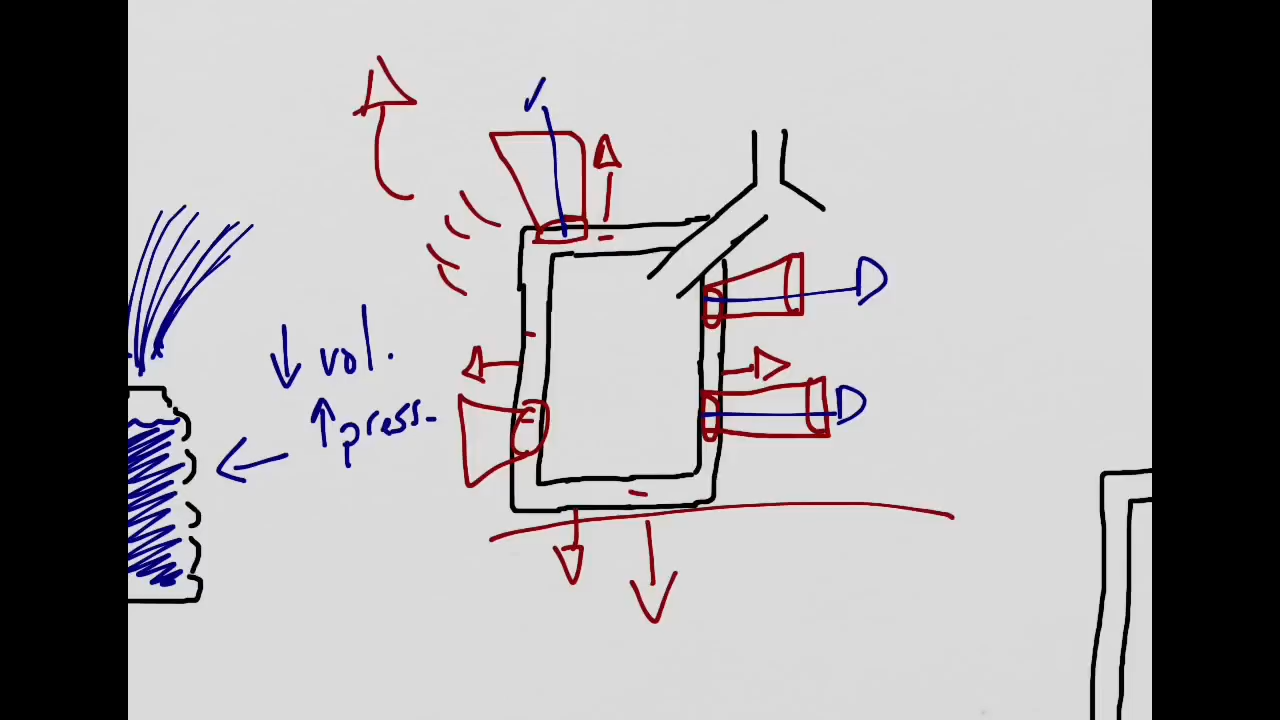 ↓ vol.
↑ press.